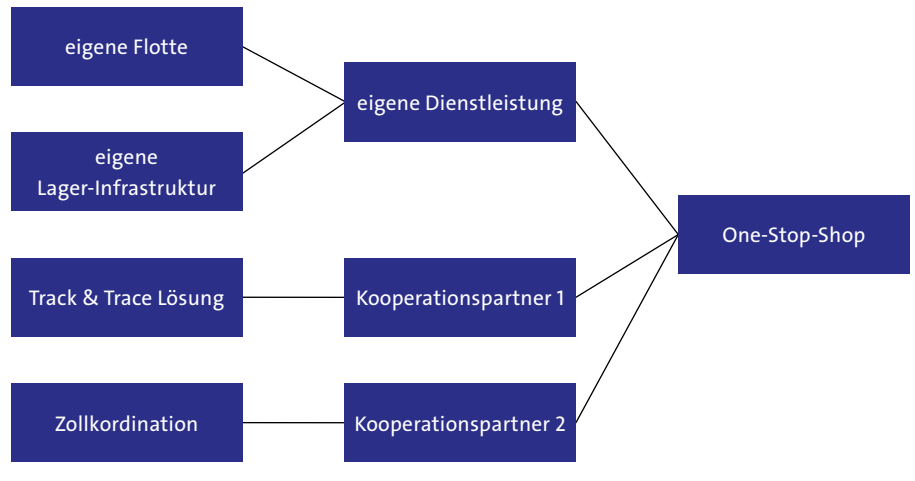 eigene Flotte
eigene
Lager-Infrastruktur
Track & Trace Lösung
Zollkordination
eigene Dienstleistung
Kooperationspartner 1
Kooperationspartner 2
One-Stop-Shop